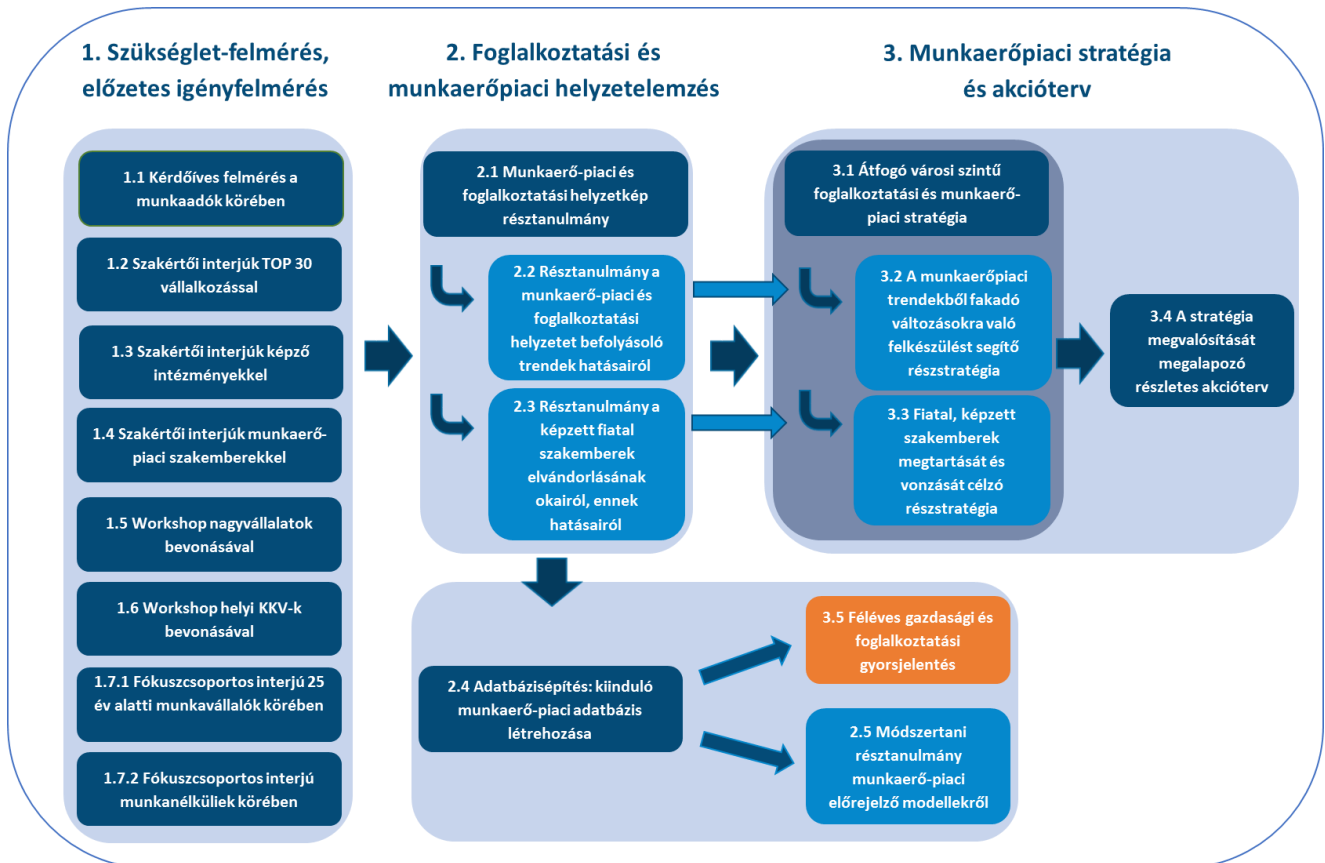 1. Szükséglet-felmérés,
előzetes igényfelmérés
1.1 Kérdőíves felmérés a
munkaadók körében
1.2 Szakértői interjúk TOP 30
vállalkozással
1.3 Szakértői interjúk képző
intézményekkel
1.4 Szakértői interjúk munkaerő-
piaci szakemberekkel
1.5 Workshop nagyvállalatok
bevonásával
1.6 Workshop helyi KKV-k
bevonásával
1.7.1 Fókuszcsoportos interjú 25
év alatti munkavállalók körében
1.7.2 Fókuszcsoportos interjú
munkanélküliek körében
2. Foglalkoztatási és
munkaerőpiaci helyzetelemzés
2.1 Munkaerő-piaci és
foglalkoztatási helyzetkép
résztanulmány
2.2 Résztanulmány a
munkaerő-piaci és
foglalkoztatási
helyzetet befolyásoló
trendek hatásairól
2.3 Résztanulmány a
képzett fiatal
szakemberek
elvándorlásának
okairól, ennek
hatásairól
2.4 Adatbázisépítés: kiinduló
munkaerő-piaci adatbázis
létrehozása
3.5 Féléves gazdasági és
foglalkoztatási
gyorsjelentés
2.5 Módszertani
résztanulmány
munkaerő-piaci
előrejelző modellekről
3. Munkaerőpiaci stratégia
és akcióterv
3.1 Átfogó városi szintű
foglalkoztatási és munkaerő-
piaci stratégia
3.2 A munkaerőpiaci
trendekből fakadó
változásokra való
felkészülést segítő
részstratégia
3.3 Fiatal, képzett
szakemberek
megtartását és
vonzását célzó
részstratégia
3.4 A stratégia
megvalósítását
megalapozó
részletes akcióterv